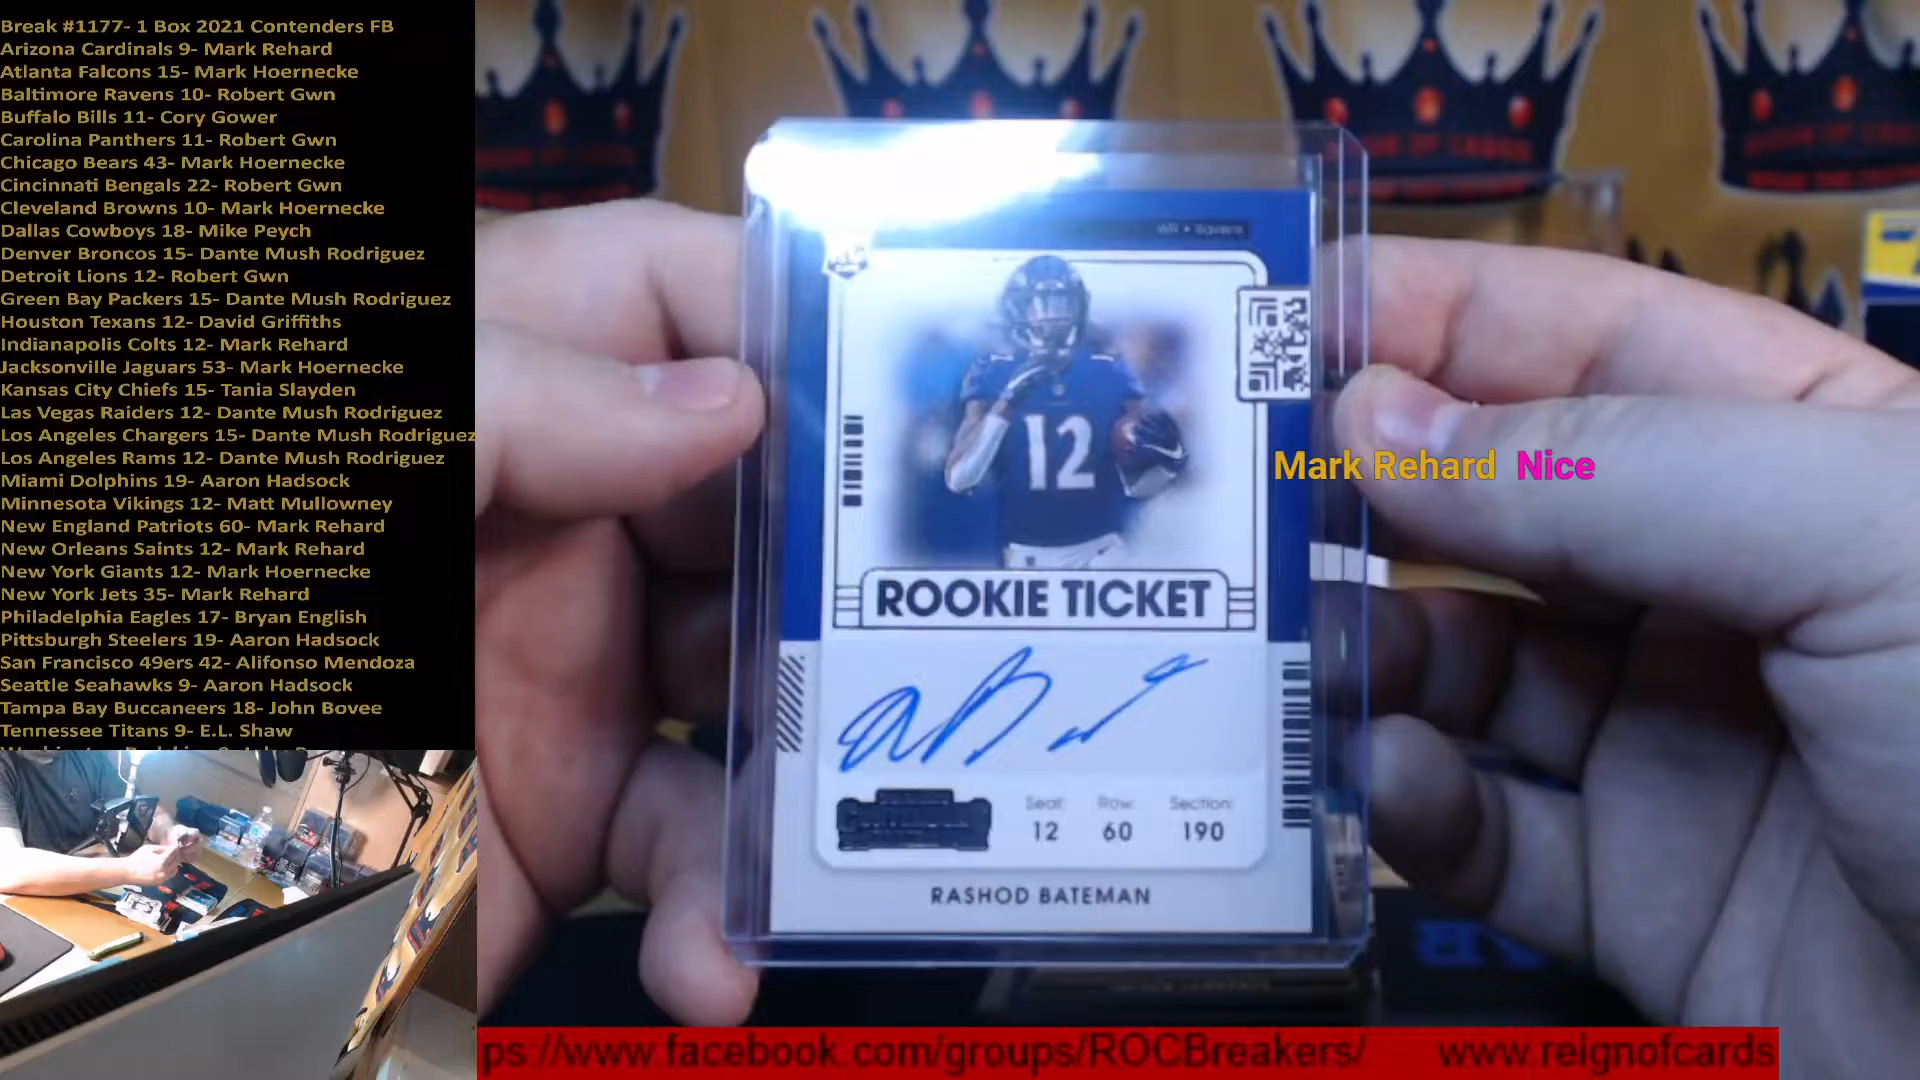 Break #1177- 1 Box 2021 Contenders FB
Arizona Cardinals 9- Mark Rehard
Atlanta Falcons 15- Mark Hoernecke
Baltimore Ravens 10- Robert Gwn
Buffalo Bills 11- Cory Gower
Carolina Panthers 11- Robert Gwn
Chicago Bears 43- Mark Hoernecke
Cincinnati Bengals 22- Robert Gwn
Cleveland Browns 10- Mark Hoernecke
Dallas Cowboys 18- Mike Peych
Denver Broncos 15- Dante Mush Rodriguez
Detroit Lions 12- Robert Gwn
Green Bay Packers 15- Dante Mush Rodriguez
Houston Texans 12- David Griffiths
Indianapolis Colts 12- Mark Rehard
Jacksonville Jaguars 53- Mark Hoernecke
Kansas City Chiefs 15- Tania Slayden
Las Vegas Raiders 12- Dante Mush Rodriguez
Los Angeles Chargers 15- Dante Mush Rodriguez
Los Angeles Rams 12- Dante Mush Rodriguez
Miami Dolphins 19- Aaron Hadsock
Minnesota Vikings 12- Matt Mullowney
New England Patriots 60- Mark Rehard
New Orleans Saints 12- Mark Rehard
New York Giants 12- Mark Hoernecke
New York Jets 35- Mark Rehard
Philadelphia Eagles 17- Bryan English
Pittsburgh Steelers 19- Aaron Hadsock
San Francisco 49ers 42- Alifonso Mendoza
Seattle Seahawks 9- Aaron Hadsock
Tampa Bay Buccaneers 18- John Bovee
Tennessee Titans 9- E.L. Shaw
WR • Ravens
12
ROOKIE TICKET
Seat: Row: Section:
12 60 190
RASHOD BATEMAN
Mark Rehard Nice
ps://www.facebook.com/groups/ROCBreakers/ www.reignofcards